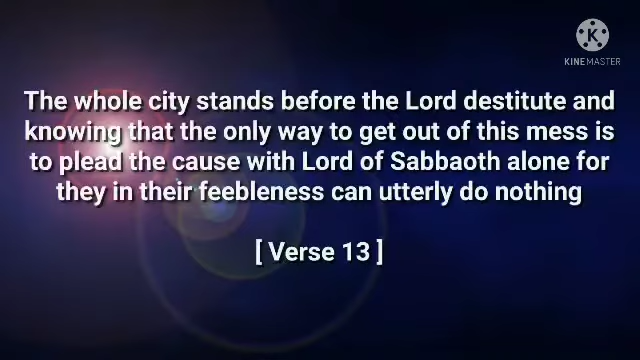 K
KINEMASTER
The whole city stands before the Lord destitute and
knowing that the only way to get out of this mess is
to plead the cause with Lord of Sabbaoth alone for
they in their feebleness can utterly do nothing
[ Verse 13 ]